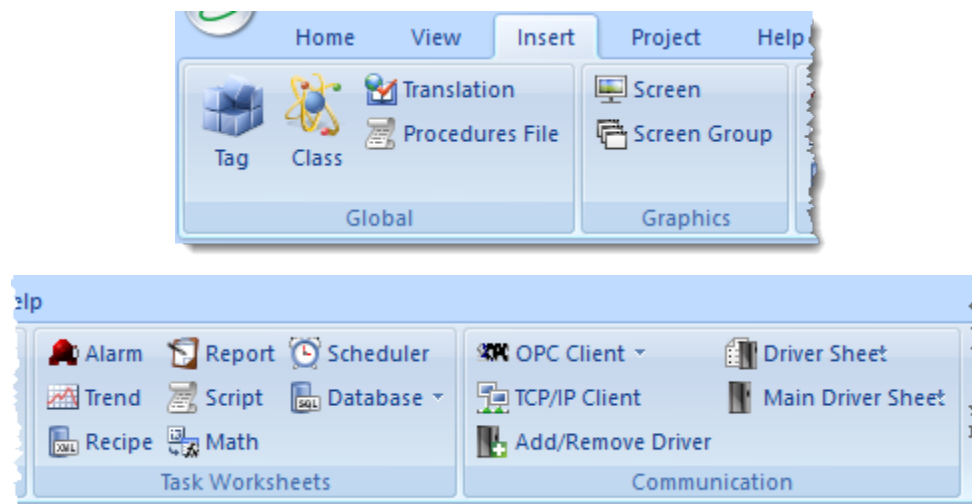 Home View Insert Project Help
Translation Screen
Procedures File Screen Group
Tag Class
Global Graphics
elp
Alarm Report Scheduler OPC Client Driver Sheet
Trend Script Database TCP/IP Client Main Driver Sheet
Recipe Math Add/Remove Driver
Task Worksheets Communication